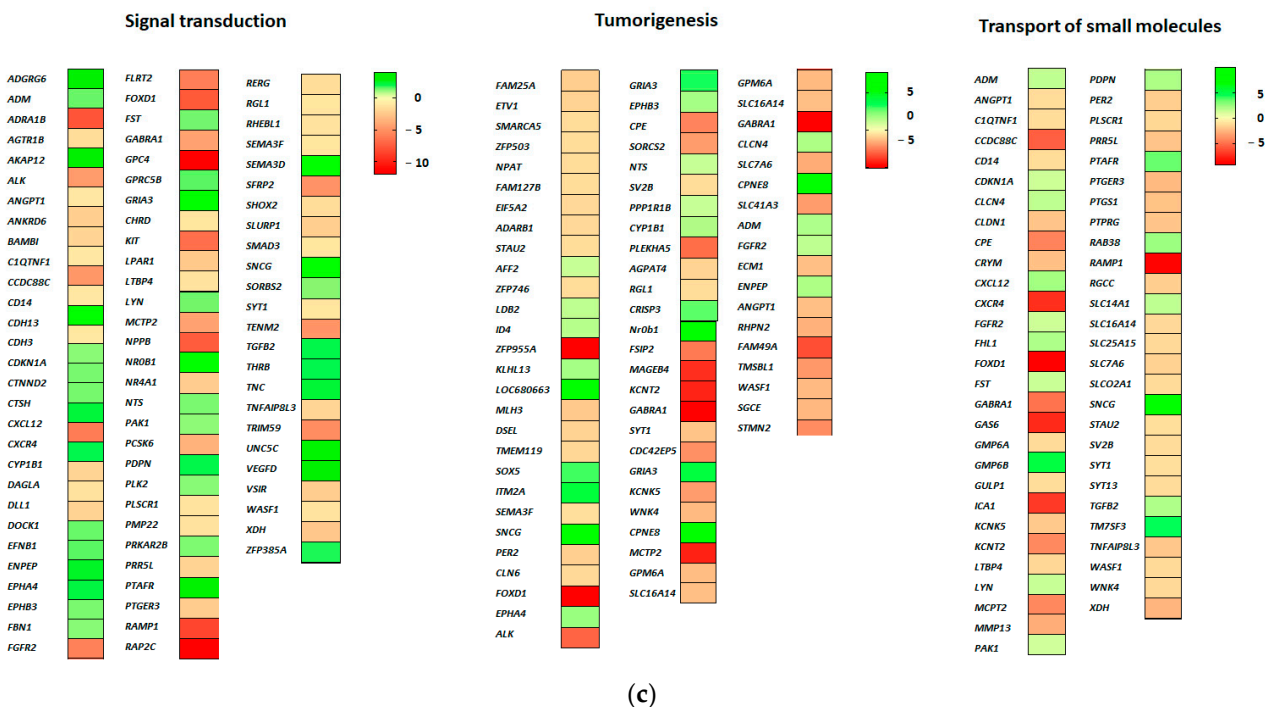 Signal transduction
ADGRG6
ADM
ADRA1B
AGTR1B
AKAP12
ALK
ANGPT1
ANKRD6
BAMBI
C1QTNF1
CCDC88C
CD14
CDH13
CDH3
CDKN1A
CTNND2
CTSH
CXCL12
CXCR4
CYP1B1
DAGLA
DLL1
DOCK1
EFNB1
ENPEP
EPHA4
EPHB3
FBN1
FGFR2
FLRT2
FOXD1
FST
GABRA1
GPC4
GPRC5B
GRIA3
CHRD
KIT
LPAR1
LTBP4
LYN
MCTP2
NPPB
NR0B1
NR4A1
NTS
PAK1
PCSK6
PDPN
PLK2
PLSCR1
PMP22
PRKAR2B
PRR5L
PTAFR
PTGER3
RAMP1
RAP2C
RERG
RGL1
RHEBL1
SEMA3F
SEMA3D
SFRP2
SHOX2
SLURP1
SMAD3
SNCG
SORBS2
SYT1
TENM2
TGFB2
THRB
TNC
TNFAIP8L3
TRIM59
UNC5C
VEGFD
VSIR
WASF1
XDH
ZFP385A
0
−5
−10
Tumorigenesis
FAM25A
ETV1
SMARCA5
ZFP503
NPAT
FAM127B
EIF5A2
ADARB1
STAU2
AFF2
ZFP746
LDB2
ID4
ZFP955A
KLHL13
LOC680663
MLH3
DSEL
TMEM119
SOX5
ITM2A
SEMA3F
SNCG
PER2
CLN6
FOXD1
EPHA4
ALK
GRIA3
EPHB3
CPE
SORCS2
NTS
SV2B
PPP1R1B
CYP1B1
PLEKHA5
AGPAT4
RGL1
CRISP3
Nr0b1
FSIP2
MAGEB4
KCNT2
GABRA1
SYT1
CDC42EP5
GRIA3
KCNK5
WNK4
CPNE8
MCTP2
GPM6A
SLC16A14
GPM6A
SLC16A14
GABRA1
CLCN4
SLC7A6
CPNE8
SLC41A3
ADM
FGFR2
ECM1
ENPEP
ANGPT1
RHPN2
FAM49A
TMSBL1
WASF1
SGCE
STMN2
5
0
−5
Transport of small molecules
ADM
ANGPT1
C1QTNF1
CCDC88C
CD14
CDKN1A
CLCN4
CLDN1
CPE
CRYM
CXCL12
CXCR4
FGFR2
FHL1
FOXD1
FST
GABRA1
GAS6
GMP6A
GMP6B
GULP1
ICA1
KCNK5
KCNT2
LTBP4
LYN
MCPT2
MMP13
PAK1
PDPN
PER2
PLSCR1
PRR5L
PTAFR
PTGER3
PTGS1
PTPRG
RAB38
RAMP1
RGCC
SLC14A1
SLC16A14
SLC25A15
SLC7A6
SLCO2A1
SNCG
STAU2
SV2B
SYT1
SYT13
TGFB2
TM7SF3
TNFAIP8L3
WASF1
WNK4
XDH
5
0
−5
(c)